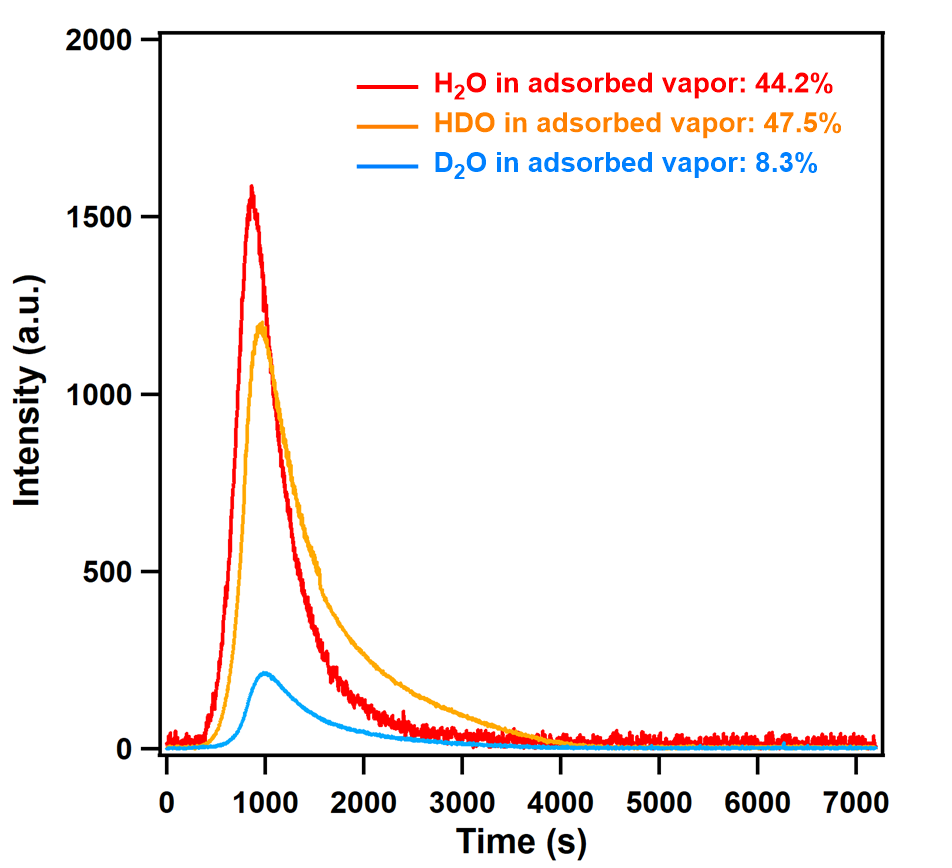 2000
1500
1000
500
0
H₂O in adsorbed vapor: 44.2%
HDO in adsorbed vapor: 47.5%
D₂O in adsorbed vapor: 8.3%
Intensity (a.u.)
0 1000 2000 3000 4000 5000 6000 7000
Time (s)